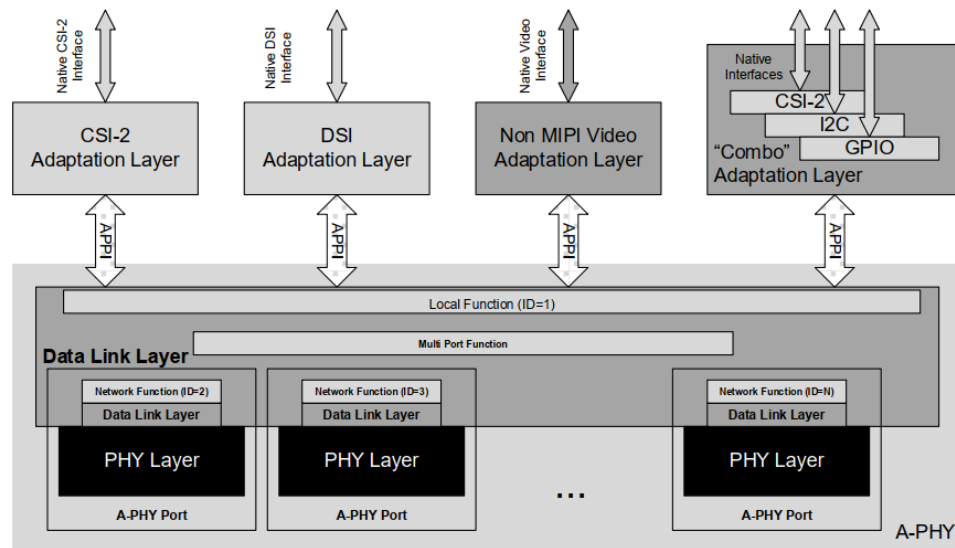 Native CSI-2
Interface
Native DSI
Interface
Native Video
Interface
Native
Interfaces
CSI-2
I2C
GPIO
"Combo"
Adaptation Layer
CSI-2
Adaptation Layer
DSI
Adaptation Layer
Non MIPI Video
Adaptation Layer
APPI
APPI
APPI
APPI
Local Function (ID=1)
Multi Port Function
Data Link Layer
Network Function (ID=2)
Data Link Layer
PHY Layer
A-PHY Port
Network Function (ID=3)
Data Link Layer
PHY Layer
A-PHY Port
...
Network Function (ID=N)
Data Link Layer
PHY Layer
A-PHY Port
A-PHY